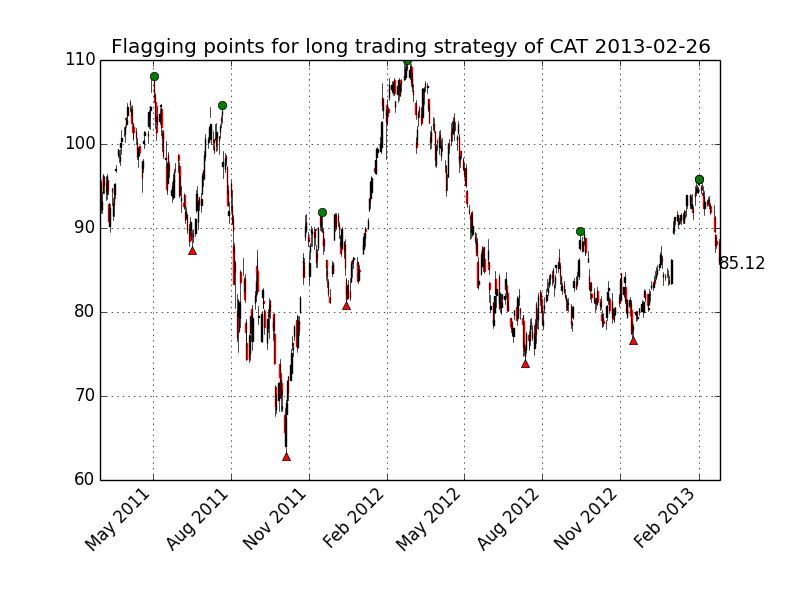 Flagging points for long trading strategy of CAT 2013-02-26
110
100
90
85.12
80
70
60
May 2011
Aug 2011
Nov 2011
Feb 2012
May 2012
Aug 2012
Nov 2012
Feb 2013